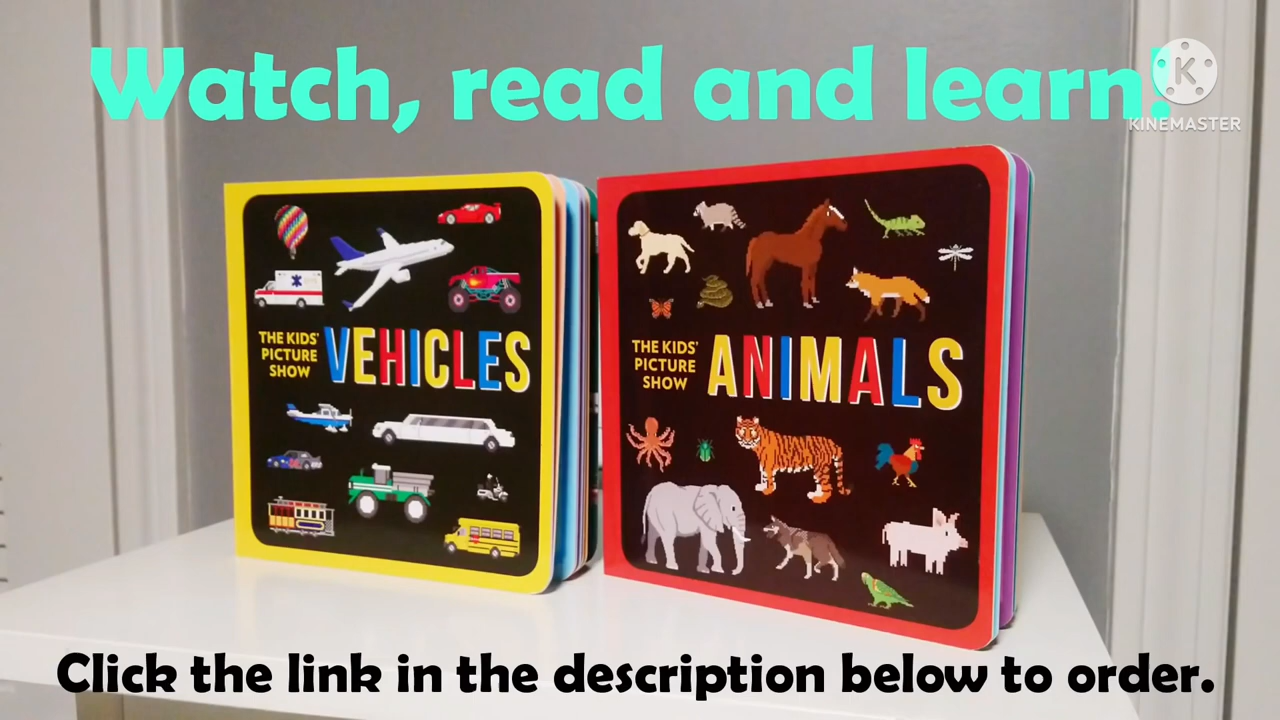 Watch, read and learn!
K
KINEMASTER
THE KIDS'
PICTURE
SHOW
VEHICLES
THE KIDS'
PICTURE
SHOW
ANIMALS
Click the link in the description below to order.